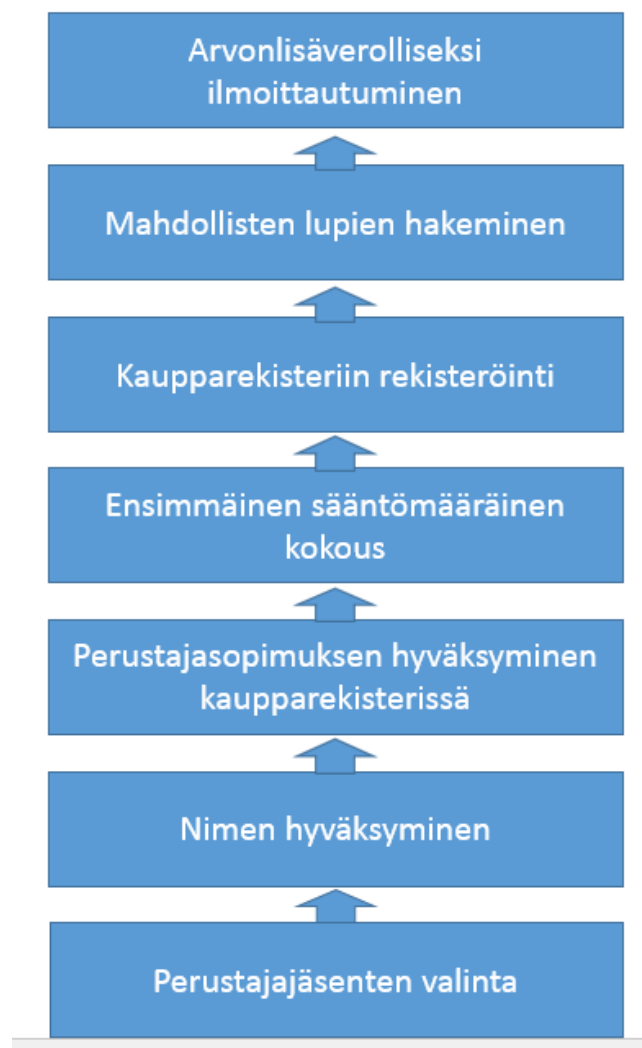 Arvonlisäverolliseksi
ilmoittautuminen
Mahdollisten lupien hakeminen
Kaupparekisteriin rekisteröinti
Ensimmäinen sääntömääräinen
kokous
Perustajasopimuksen hyväksyminen
kaupparekisterissä
Nimen hyväksyminen
Perustajajäsenten valinta